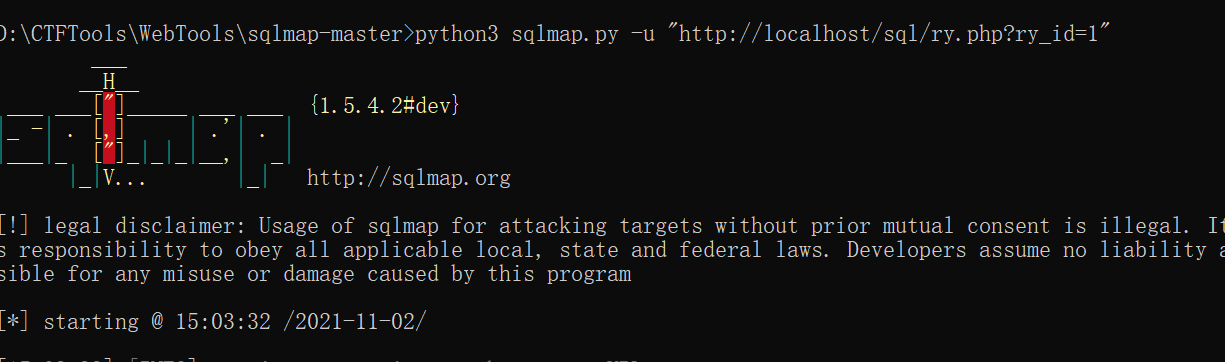 D:\CTFTools\WebTools\sqlmap-master>python3 sqlmap.py -u "http://localhost/sql/ry.php?ry_id=1"
{1.5.4.2#dev}
http://sqlmap.org
[!] legal disclaimer: Usage of sqlmap for attacking targets without prior mutual consent is illegal. It
s responsibility to obey all applicable local, state and federal laws. Developers assume no liability a
sible for any misuse or damage caused by this program
[*] starting @ 15:03:32 /2021-11-02/